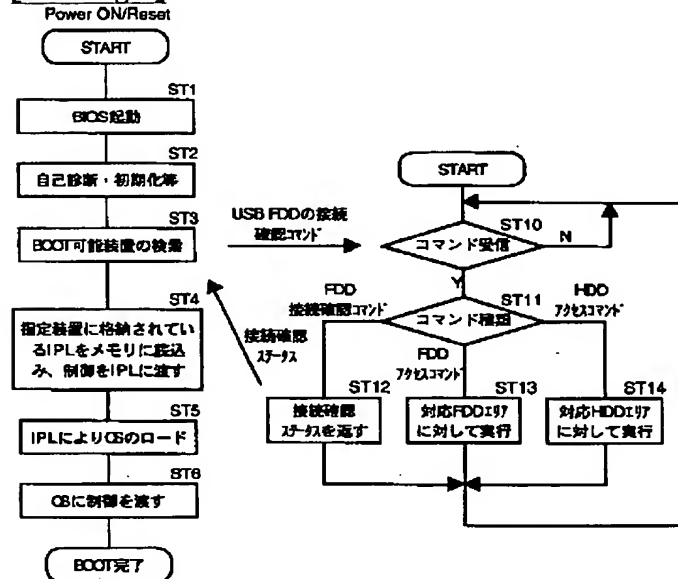 Power ON/Reset
START
ST1
BIOS起動
ST2
自己診断・初期化等
ST3
BOOT可能装置の検索
ST4
指定装置に格納されてい
るIPLをメモリに読込
み、制御をIPLに渡す
ST5
IPLによりOSのロード
ST6
OSに制御を渡す
BOOT完了
USB FDDの接続
確認コマンド
接続確認
ステータス
START
ST10
コマンド受信
N
Y
ST11
コマンド確認
FDD
接続確認コマンド
HDD
アクセスコマンド
FDD
アクセスコマンド
ST12
接続確認
ステータスを返す
ST13
対応FDDエリア
に対して実行
ST14
対応HDDエリア
に対して実行